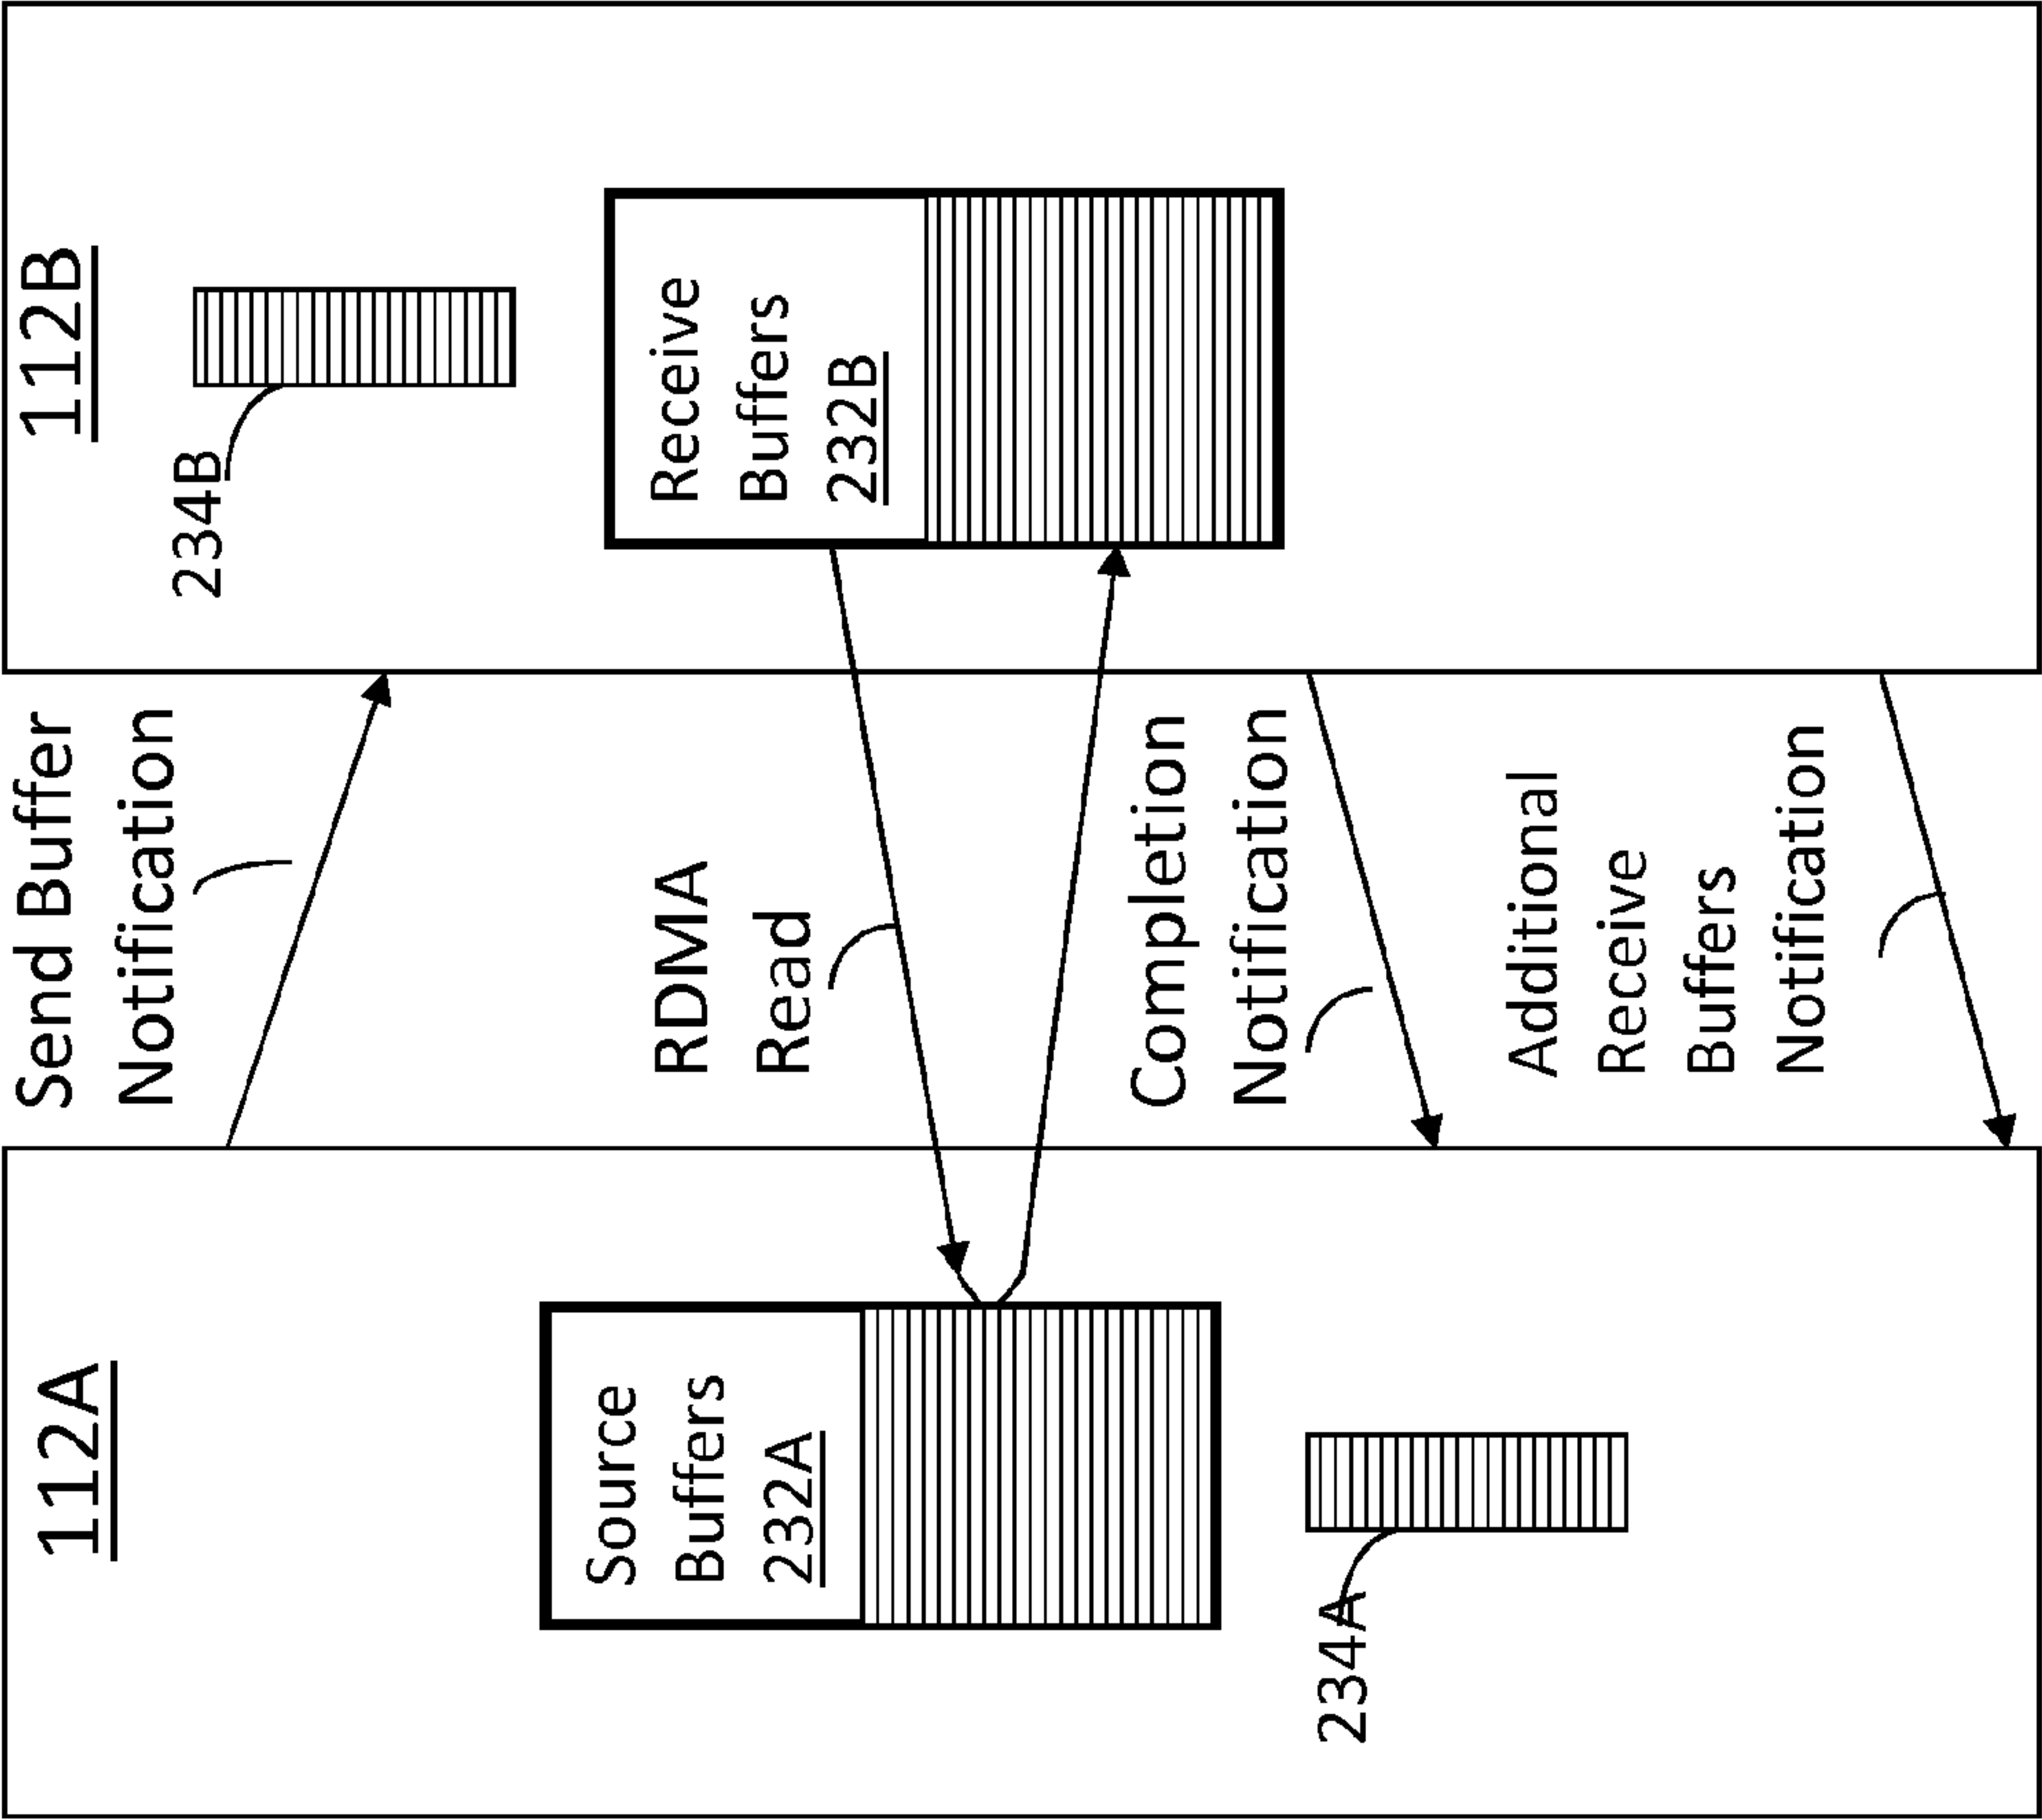 112A
Source
Buffers
232A
234A
Send Buffer
Notification
RDMA
Read
Completion
Notification
Additional
Receive
Buffers
Notification
112B
234B
Receive
Buffers
232B